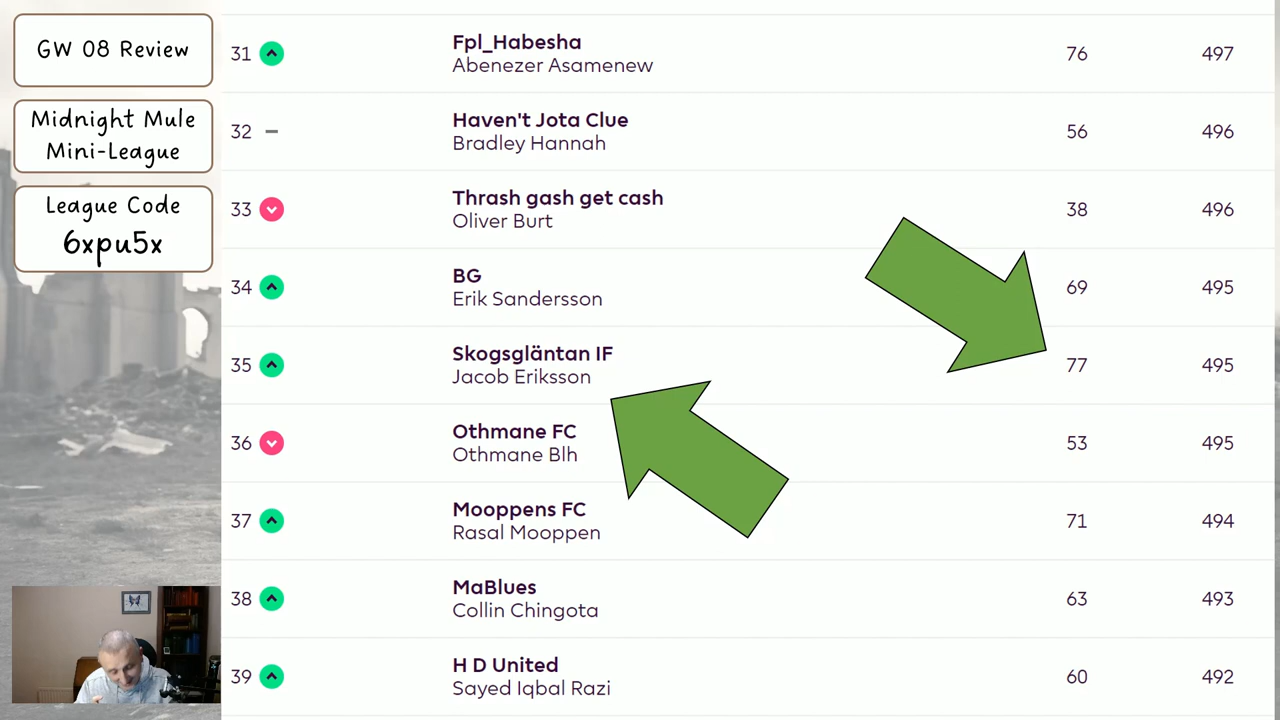 GW 08 Review
Midnight Mule
Mini-League
League Code
6xpu5x
31 Fpl_Habesha 76 497
Abenezer Asamenew
32 Haven't Jota Clue 56 496
Bradley Hannah
33 Thrash gash get cash 38 496
Oliver Burt
34 BG 69 495
Erik Sandersson
35 Skogsgläntan IF 77 495
Jacob Eriksson
36 Othmane FC 53 495
Othmane Blh
37 Mooppens FC 71 494
Rasal Mooppen
38 MaBlues 63 493
Collin Chingota
39 H D United 60 492
Sayed Iqbal Razi